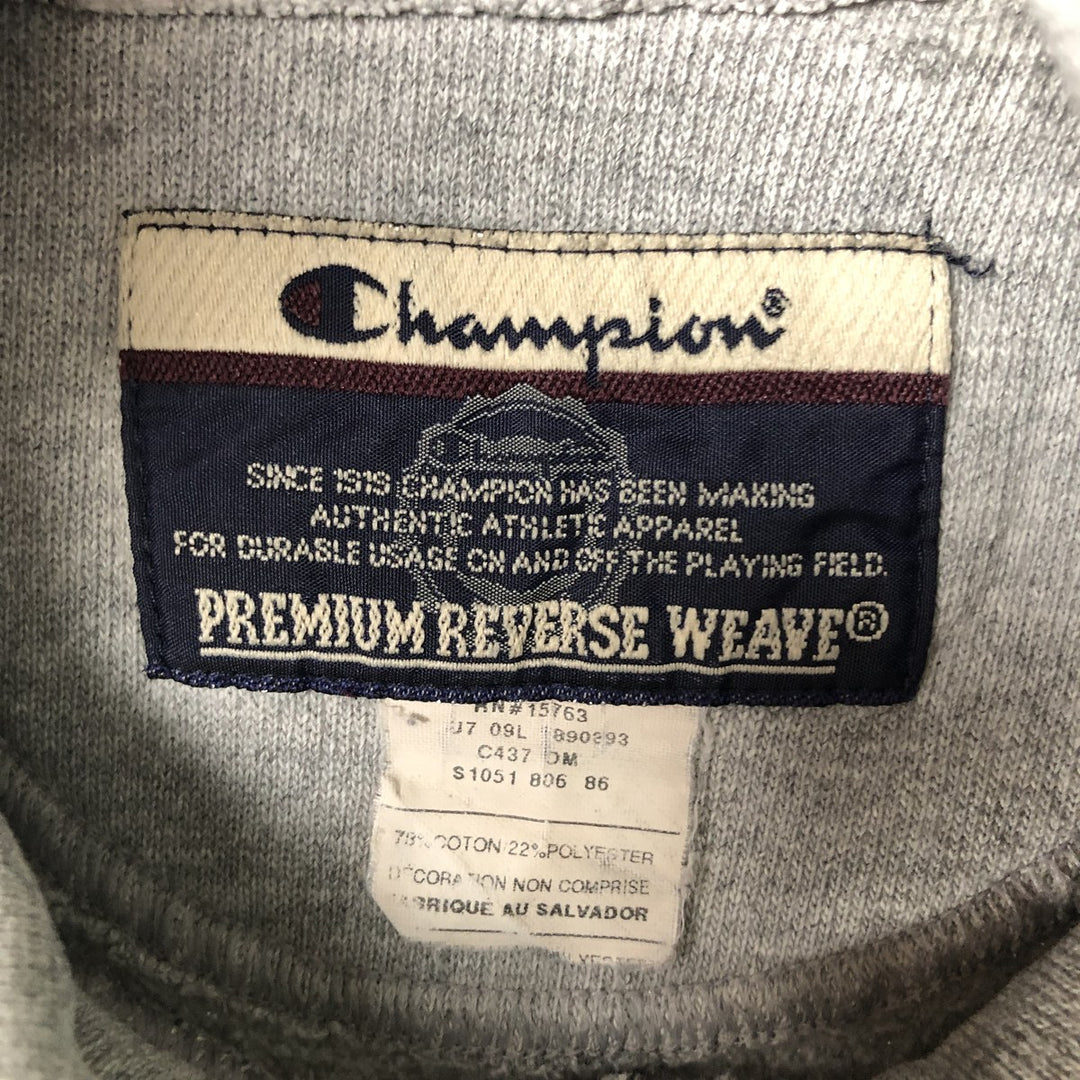 Champion®
SINCE 1919 CHAMPION HAS BEEN MAKING
AUTHENTIC ATHLETIC APPAREL
FOR DURABLE USAGE ON AND OFF THE PLAYING FIELD.
PREMIUM REVERSE WEAVE®
RN#15763
U7 09L 890893
C437 DM
S1051 806 86
78% COTON/22%POLYESTER
DÉCORATION NON COMPRISE
FABRIQUÉ AU SALVADOR